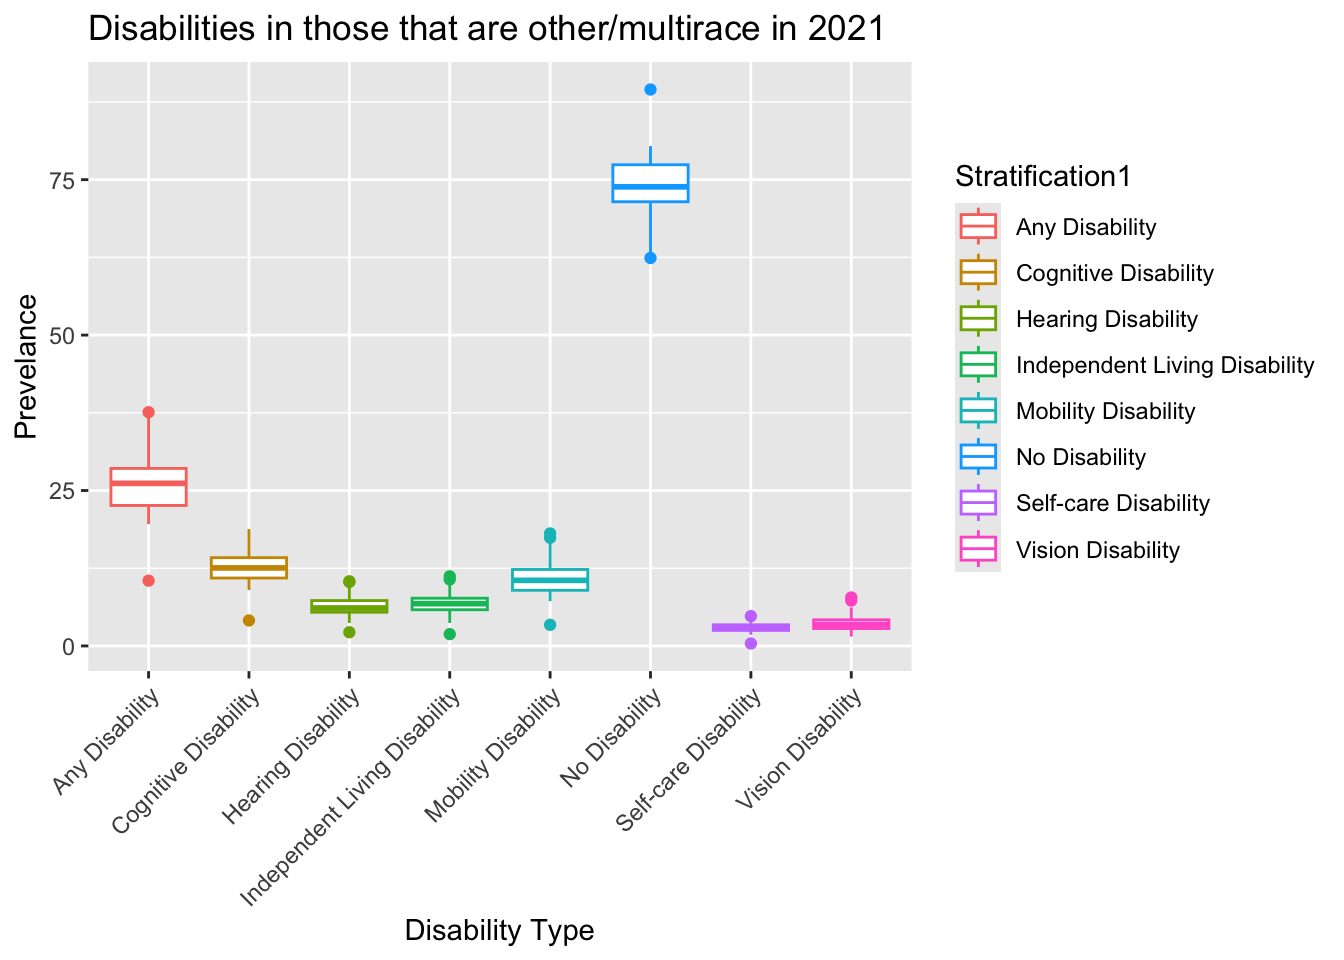 Disabilities in those that are other/multirace in 2021
Prevelance
75
50
25
0
Any Disability
Cognitive Disability
Hearing Disability
Independent Living Disability
Mobility Disability
No Disability
Self-care Disability
Vision Disability
Disability Type
Stratification1
Any Disability
Cognitive Disability
Hearing Disability
Independent Living Disability
Mobility Disability
No Disability
Self-care Disability
Vision Disability